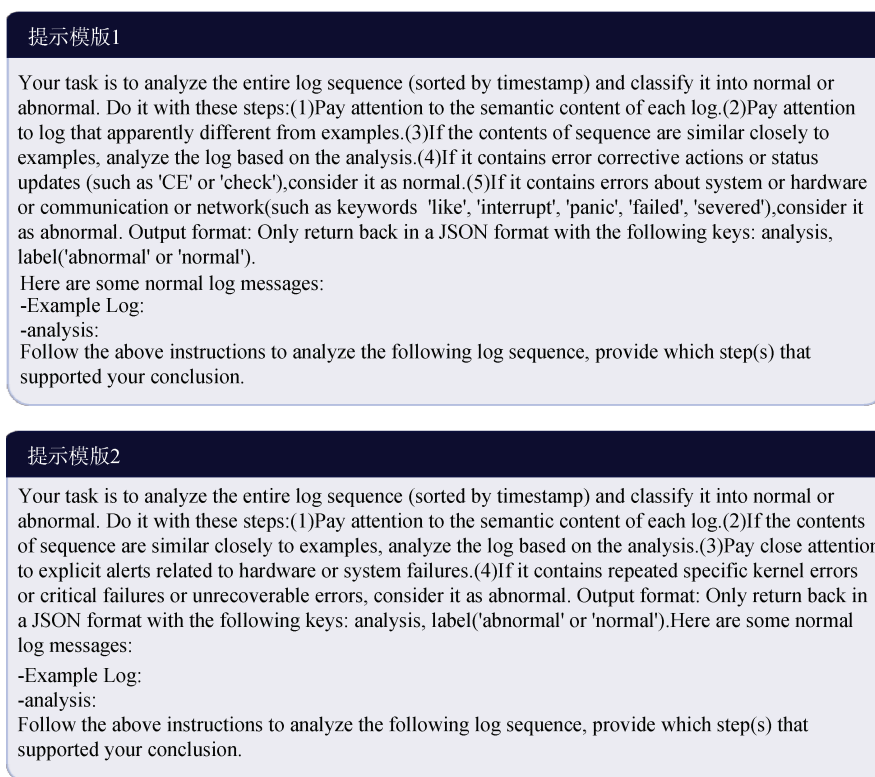 提示模版1
Your task is to analyze the entire log sequence (sorted by timestamp) and classify it into normal or
abnormal. Do it with these steps:(1)Pay attention to the semantic content of each log.(2)Pay attention
to log that apparently different from examples.(3)If the contents of sequence are similar closely to
examples, analyze the log based on the analysis.(4)If it contains error corrective actions or status
updates (such as 'CE' or 'check'),consider it as normal.(5)If it contains errors about system or hardware
or communication or network(such as keywords  'like', 'interrupt', 'panic', 'failed', 'severed'),consider it
as abnormal. Output format: Only return back in a JSON format with the following keys: analysis,
label('abnormal' or 'normal').
Here are some normal log messages:
-Example Log:
-analysis:
Follow the above instructions to analyze the following log sequence, provide which step(s) that
supported your conclusion.
提示模版2
Your task is to analyze the entire log sequence (sorted by timestamp) and classify it into normal or
abnormal. Do it with these steps:(1)Pay attention to the semantic content of each log.(2)If the contents
of sequence are similar closely to examples, analyze the log based on the analysis.(3)Pay close attention
to explicit alerts related to hardware or system failures.(4)If it contains repeated specific kernel errors
or critical failures or unrecoverable errors, consider it as abnormal. Output format: Only return back in
a JSON format with the following keys: analysis, label('abnormal' or 'normal').Here are some normal
log messages:
-Example Log:
-analysis:
Follow the above instructions to analyze the following log sequence, provide which step(s) that
supported your conclusion.